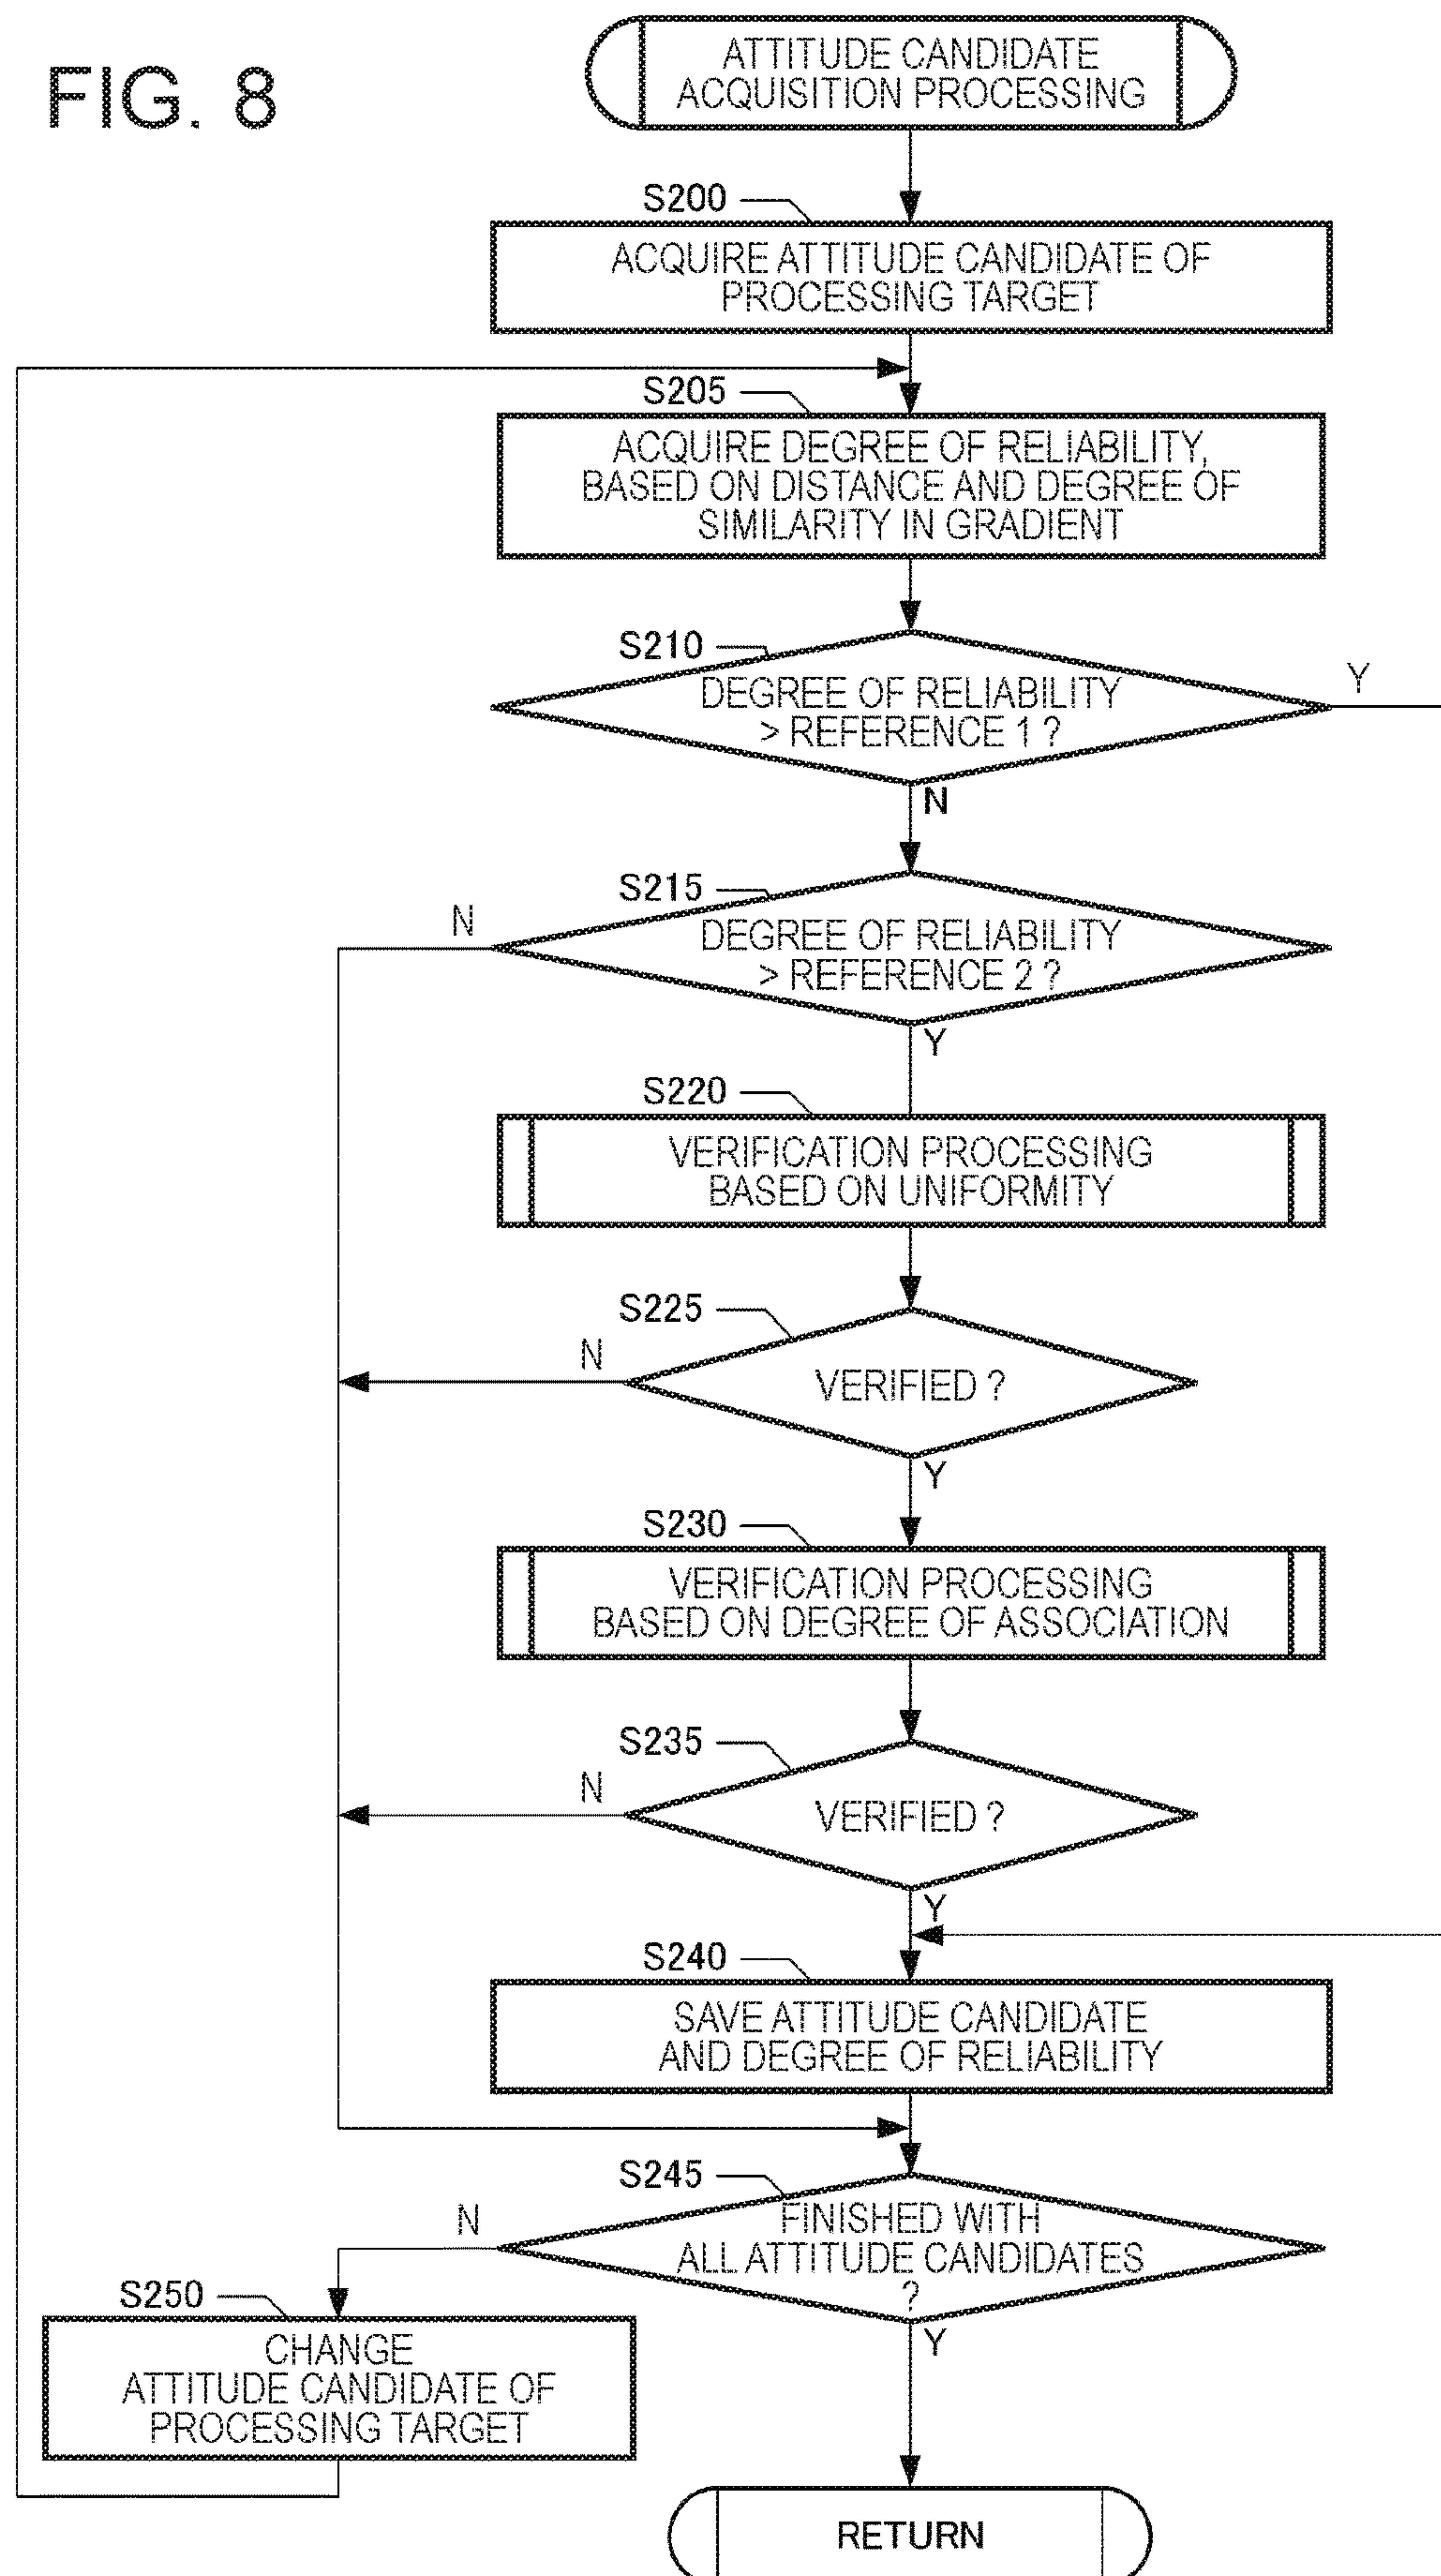 FIG. 8
ATTITUDE CANDIDATE
ACQUISITION PROCESSING
S200
ACQUIRE ATTITUDE CANDIDATE OF
PROCESSING TARGET
S205
ACQUIRE DEGREE OF RELIABILITY,
BASED ON DISTANCE AND DEGREE OF
SIMILARITY IN GRADIENT
S210
Y
DEGREE OF RELIABILITY
> REFERENCE 1 ?
N
S215
N
DEGREE OF RELIABILITY
> REFERENCE 2 ?
Y
S220
VERIFICATION PROCESSING
BASED ON UNIFORMITY
S225
N
VERIFIED ?
Y
S230
VERIFICATION PROCESSING
BASED ON DEGREE OF ASSOCIATION
S235
N
VERIFIED ?
Y
S240
SAVE ATTITUDE CANDIDATE
AND DEGREE OF RELIABILITY
S245
N
FINISHED WITH
ALL ATTITUDE CANDIDATES
?
Y
S250
CHANGE
ATTITUDE CANDIDATE OF
PROCESSING TARGET
RETURN